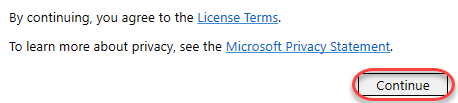 By continuing, you agree to the License Terms.
To learn more about privacy, see the Microsoft Privacy Statement.
Continue